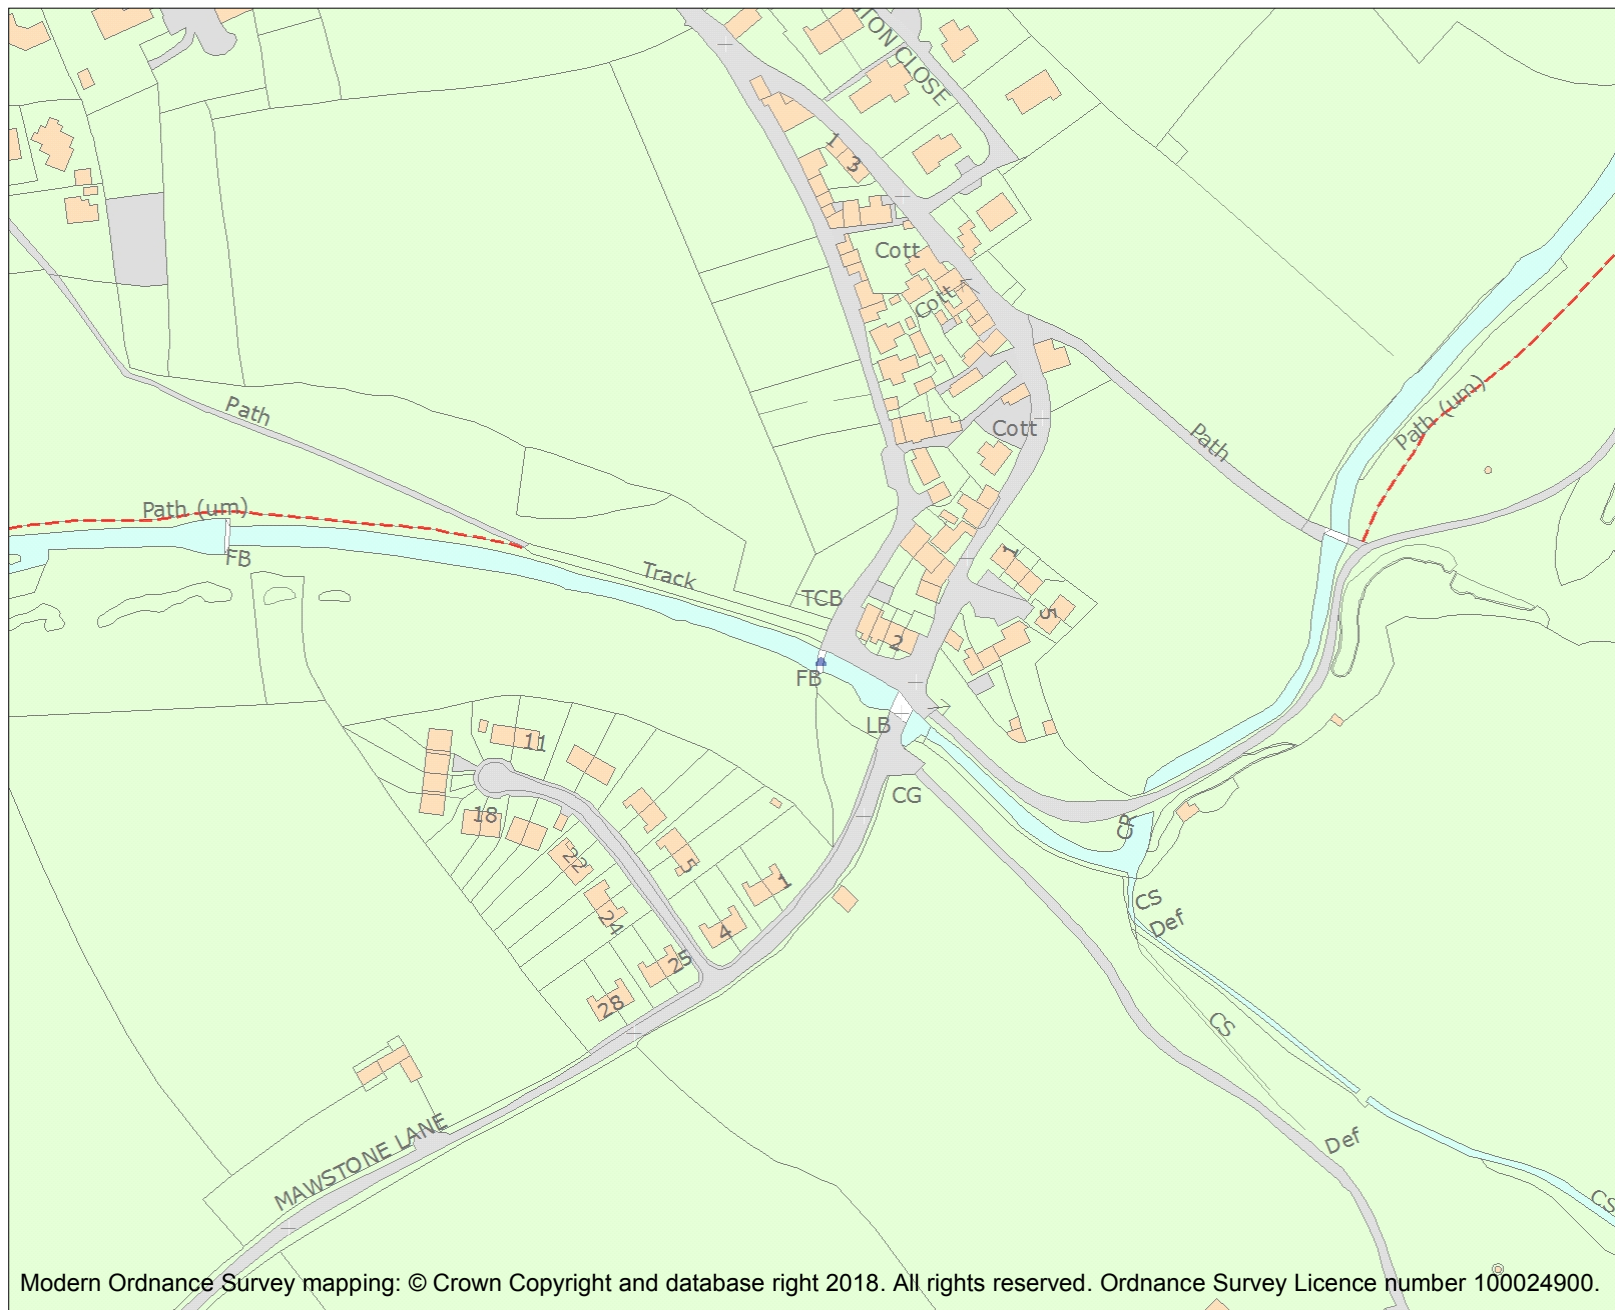 TON CLOSE
1
3
Cott
Cott
Path
Cott
Path (um)
Path
Path (um)
FB
Track
1
TCB
5
2
FB
LB
11
CG
18
CR
22
5
1
CS
24
4
Def
25
28
CS
MAWSTONE LANE
Def
CS
Modern Ordnance Survey mapping: © Crown Copyright and database right 2018. All rights reserved. Ordnance Survey Licence number 100024900.